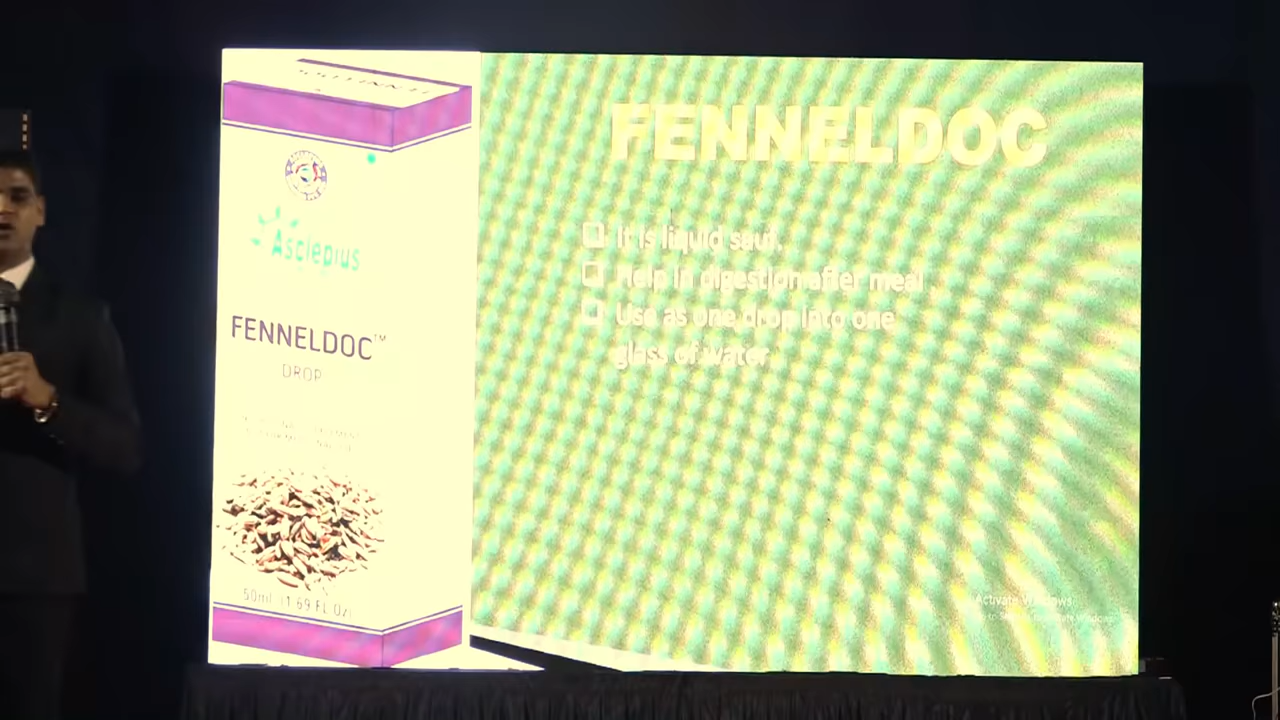 Asclepius
FENNELDOC™
DROP
50ml (1.69 FL Oz)
FENNELDOC
It is liquid sauf.
Help in digestion after meal.
Use as one drop into one
glass of water
Activate Windows